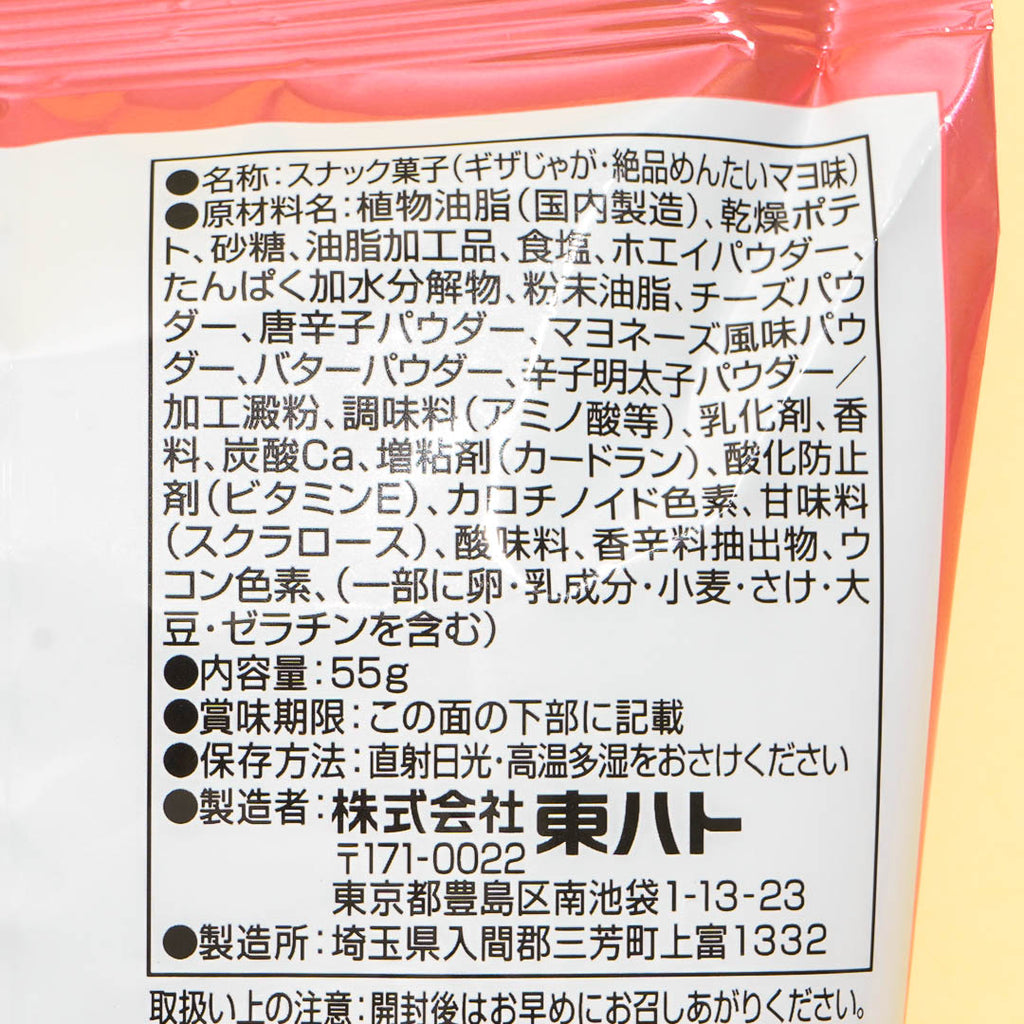 ●名称:スナック菓子(ギザじゃが・絶品めんたいマヨ味)
●原材料名:植物油脂(国内製造)、乾燥ポテ
ト、砂糖、油脂加工品、食塩、ホエイパウダー、
たんぱく加水分解物、粉末油脂、チーズパウ
ダー、唐辛子パウダー、マヨネーズ風味パウ
ダー、バターパウダー、辛子明太子パウダー/
加工澱粉、調味料(アミノ酸等)、乳化剤、香
料、炭酸Ca、増粘剤(カードラン)、酸化防止
剤(ビタミンE)、カロチノイド色素、甘味料
(スクラロース)、酸味料、香辛料抽出物、ウ
コン色素、(一部に卵・乳成分・小麦・さけ・大
豆・ゼラチンを含む)
●内容量:55g
●賞味期限:この面の下部に記載
●保存方法:直射日光・高温多湿をおさけください
●製造者:株式会社東ハト
〒171-0022
東京都豊島区南池袋1-13-23
●製造所:埼玉県入間郡三芳町上富1332
取扱い上の注意:開封後はお早めにお召しあがりください。